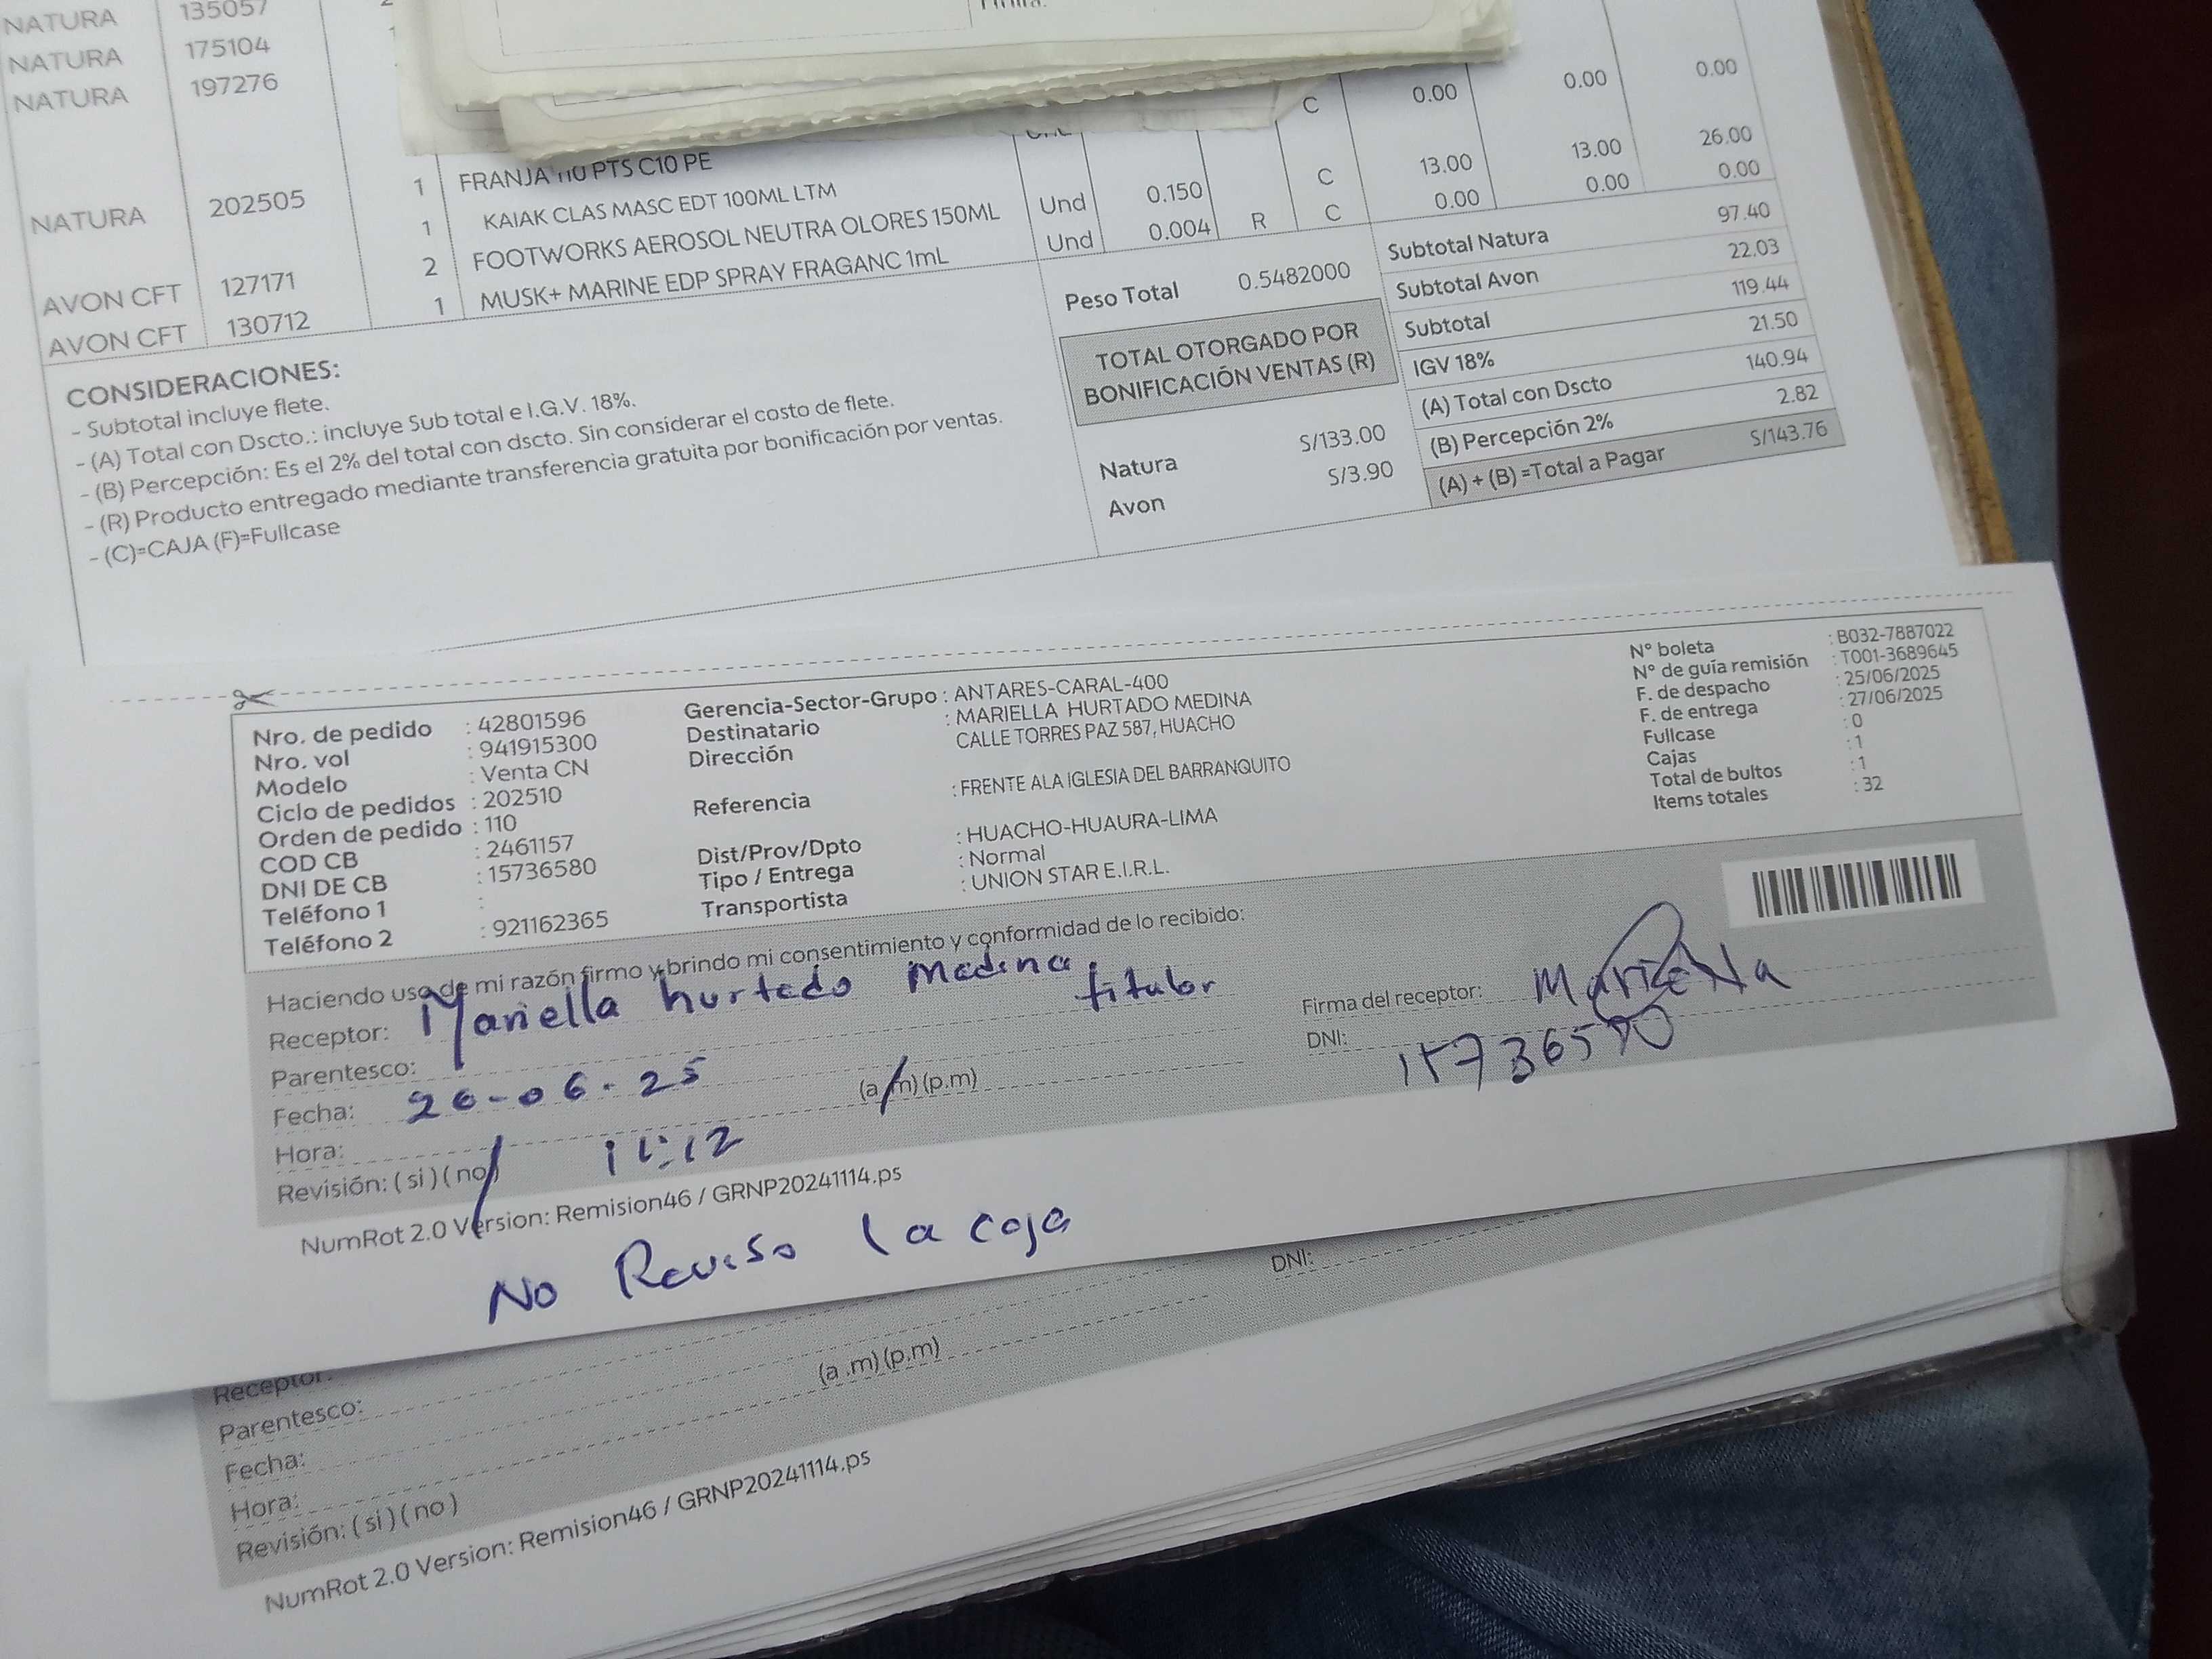 NATURA 135057
NATURA 175104
NATURA 197276
C 0.00 0.00 0.00
1 FRANJA 110 PTS C10 PE
NATURA 202505 1 KAIAK CLAS MASC EDT 100ML LTM
AVON CFT 127171 2 FOOTWORKS AEROSOL NEUTRA OLORES 150ML Und 0.150 C 13.00 13.00 26.00
AVON CFT 130712 1 MUSK+ MARINE EDP SPRAY FRAGANC 1mL Und 0.004 R C 0.00 0.00 0.00
Peso Total 0.5482000
Subtotal Natura 97.40
Subtotal Avon 22.03
Subtotal 119.44
IGV 18% 21.50
(A) Total con Dscto 140.94
(B) Percepción 2% 2.82
(A) + (B) =Total a Pagar S/143.76
TOTAL OTORGADO POR
BONIFICACIÓN VENTAS (R)
Natura S/133.00
Avon S/3.90
CONSIDERACIONES:
- Subtotal incluye flete.
- (A) Total con Dscto.: incluye Sub total e I.G.V. 18%.
- (B) Percepción: Es el 2% del total con dscto. Sin considerar el costo de flete.
- (R) Producto entregado mediante transferencia gratuita por bonificación por ventas.
- (C)=CAJA (F)=Fullcase
Nro. de pedido : 42801596
Nro. vol : 941915300
Modelo : Venta CN
Ciclo de pedidos : 202510
Orden de pedido : 110
COD CB : 2461157
DNI DE CB : 15736580
Teléfono 1 :
Teléfono 2 : 921162365
Gerencia-Sector-Grupo : ANTARES-CARAL-400
Destinatario : MARIELLA HURTADO MEDINA
Dirección CALLE TORRES PAZ 587, HUACHO
Referencia : FRENTE ALA IGLESIA DEL BARRANQUITO
Dist/Prov/Dpto : HUACHO-HUAURA-LIMA
Tipo / Entrega : Normal
Transportista : UNION STAR E.I.R.L.
N° boleta : B032-7887022
N° de guía remisión : T001-3689645
F. de despacho : 25/06/2025
F. de entrega : 27/06/2025
Fullcase : 0
Cajas : 1
Total de bultos : 1
Items totales : 32
Haciendo uso de mi razón firmo y brindo mi consentimiento y conformidad de lo recibido:
Receptor: Mariella hurtado Medina
Parentesco: titular
Fecha: 26-06-25
Hora: 11:12 (a.m) (p.m)
Revisión: ( si ) ( no )
Firma del receptor: Mariella
DNI: 15736580
NumRot 2.0 Version: Remision46 / GRNP20241114.ps
No Reviso la caja
Receptor:
Parentesco:
Fecha:
Hora: (a .m) (p.m)
Revisión: ( si ) ( no )
DNI:
NumRot 2.0 Version: Remision46 / GRNP20241114.ps